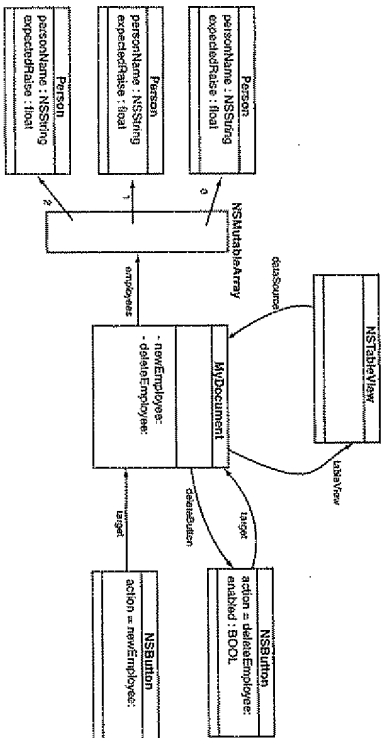 NSTableView
dataSource
tableView
NSMutableArray
employees
MyDocument
- newEmployee:
- deleteEmployee:
deleteButton
target
target
NSButton
action = deleteEmployee:
enabled : BOOL
NSButton
action = newEmployee:
0
1
2
Person
personName : NSString
expectedRaise : float
Person
personName : NSString
expectedRaise : float
Person
personName : NSString
expectedRaise : float